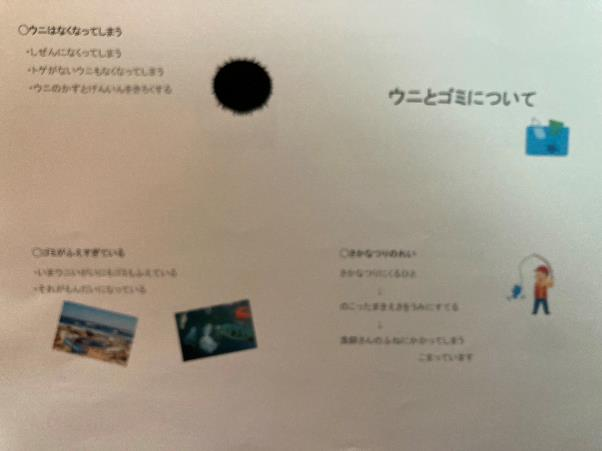 ○ウニはなくなってしまう
・しぜんになくってしまう
・トゲがないウニもなくなってしまう
・ウニのかずとげんいんをきろくする
ウニとゴミについて
○ゴミがふえすぎている
・いまウニいがいにもゴミもふえている
・それがもんだいになっている
○さかなつりのれい
さかなつりにくるひと
↓
のこったまきえさをうみにすてる
↓
漁師さんのふねにかかってしまう
こまっています